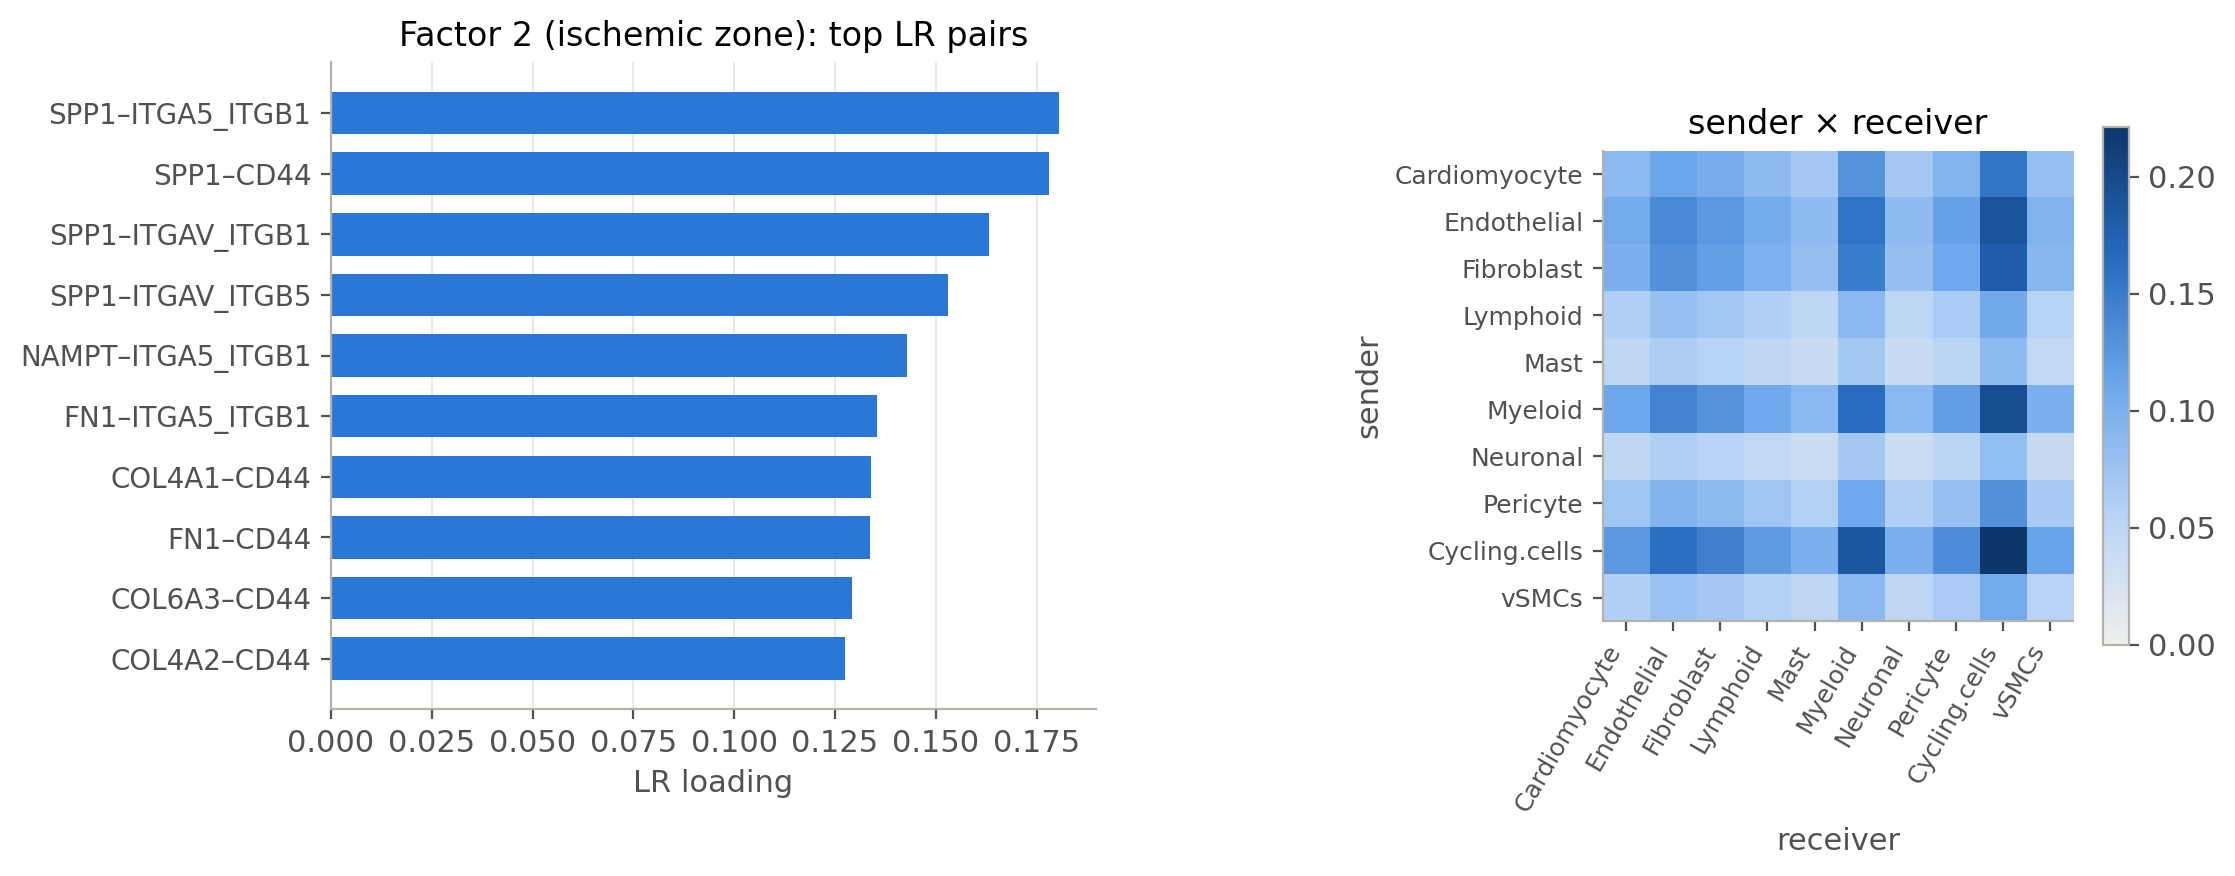 Factor 2 (ischemic zone): top LR pairs
SPP1–ITGA5_ITGB1
SPP1–CD44
SPP1–ITGAV_ITGB1
SPP1–ITGAV_ITGB5
NAMPT–ITGA5_ITGB1
FN1–ITGA5_ITGB1
COL4A1–CD44
FN1–CD44
COL6A3–CD44
COL4A2–CD44
0.000 0.025 0.050 0.075 0.100 0.125 0.150 0.175
LR loading
sender × receiver
sender
Cardiomyocyte
Endothelial
Fibroblast
Lymphoid
Mast
Myeloid
Neuronal
Pericyte
Cycling.cells
vSMCs
Cardiomyocyte
Endothelial
Fibroblast
Lymphoid
Mast
Myeloid
Neuronal
Pericyte
Cycling.cells
vSMCs
receiver
0.20
0.15
0.10
0.05
0.00